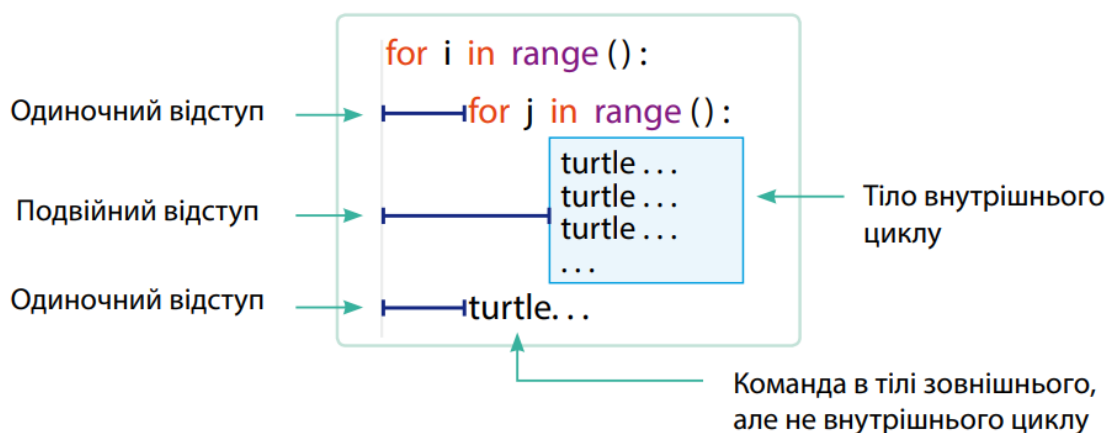 for i in range ():
Одиночний відступ
for j in range ():
turtle ...
turtle ...
turtle ...
...
Подвійний відступ
Тіло внутрішнього
циклу
Одиночний відступ
turtle...
Команда в тілі зовнішнього,
але не внутрішнього циклу